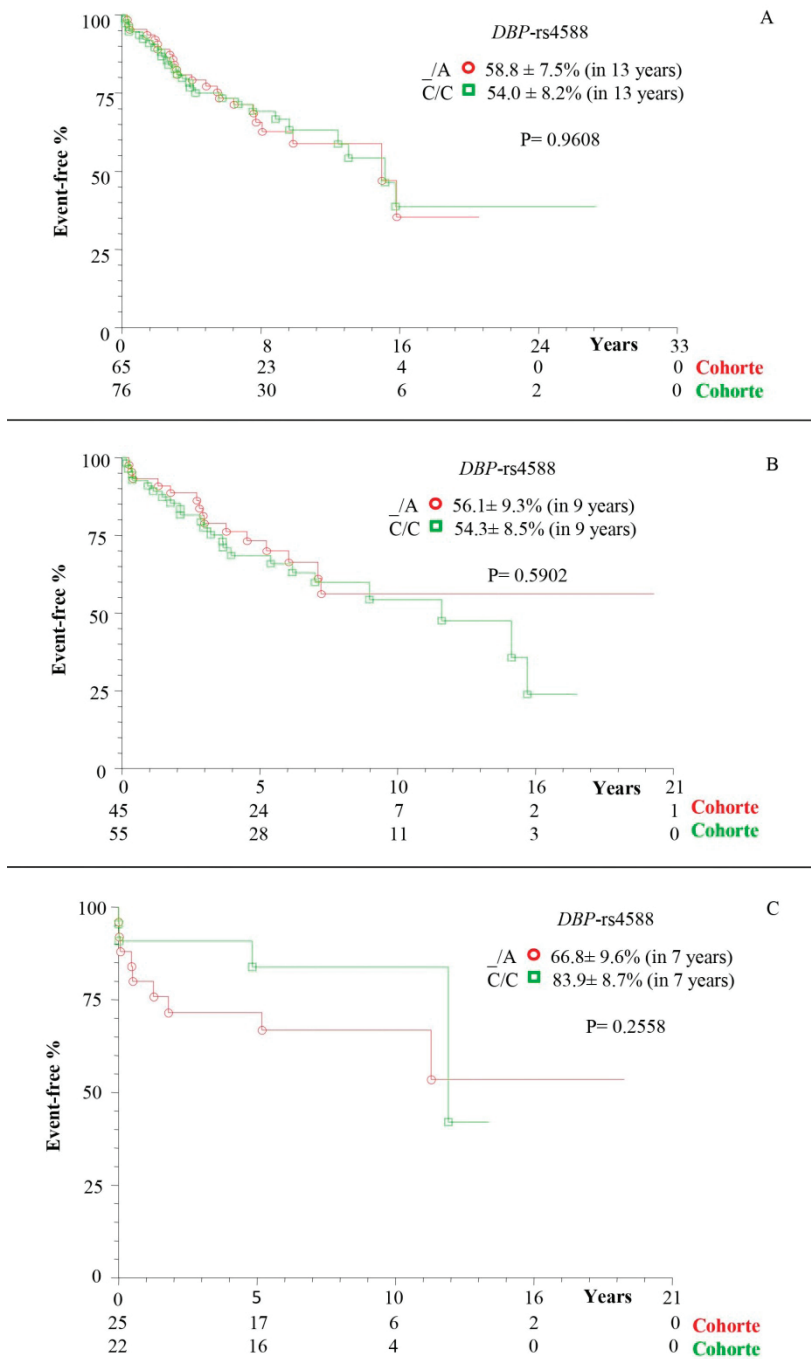 A
DBP-rs4588
_/A 58.8 ± 7.5% (in 13 years)
C/C 54.0 ± 8.2% (in 13 years)
P= 0.9608
Event-free %
100
75
50
25
0
0 8 16 24 Years 33
65 23 4 0 0 Cohorte
76 30 6 2 0 Cohorte
B
DBP-rs4588
_/A 56.1± 9.3% (in 9 years)
C/C 54.3± 8.5% (in 9 years)
P= 0.5902
Event-free %
100
75
50
25
0
0 5 10 16 Years 21
45 24 7 2 1 Cohorte
55 28 11 3 0 Cohorte
C
DBP-rs4588
_/A 66.8± 9.6% (in 7 years)
C/C 83.9± 8.7% (in 7 years)
P= 0.2558
Event-free %
100
75
50
25
0
0 5 10 16 Years 21
25 17 6 2 0 Cohorte
22 16 4 0 0 Cohorte